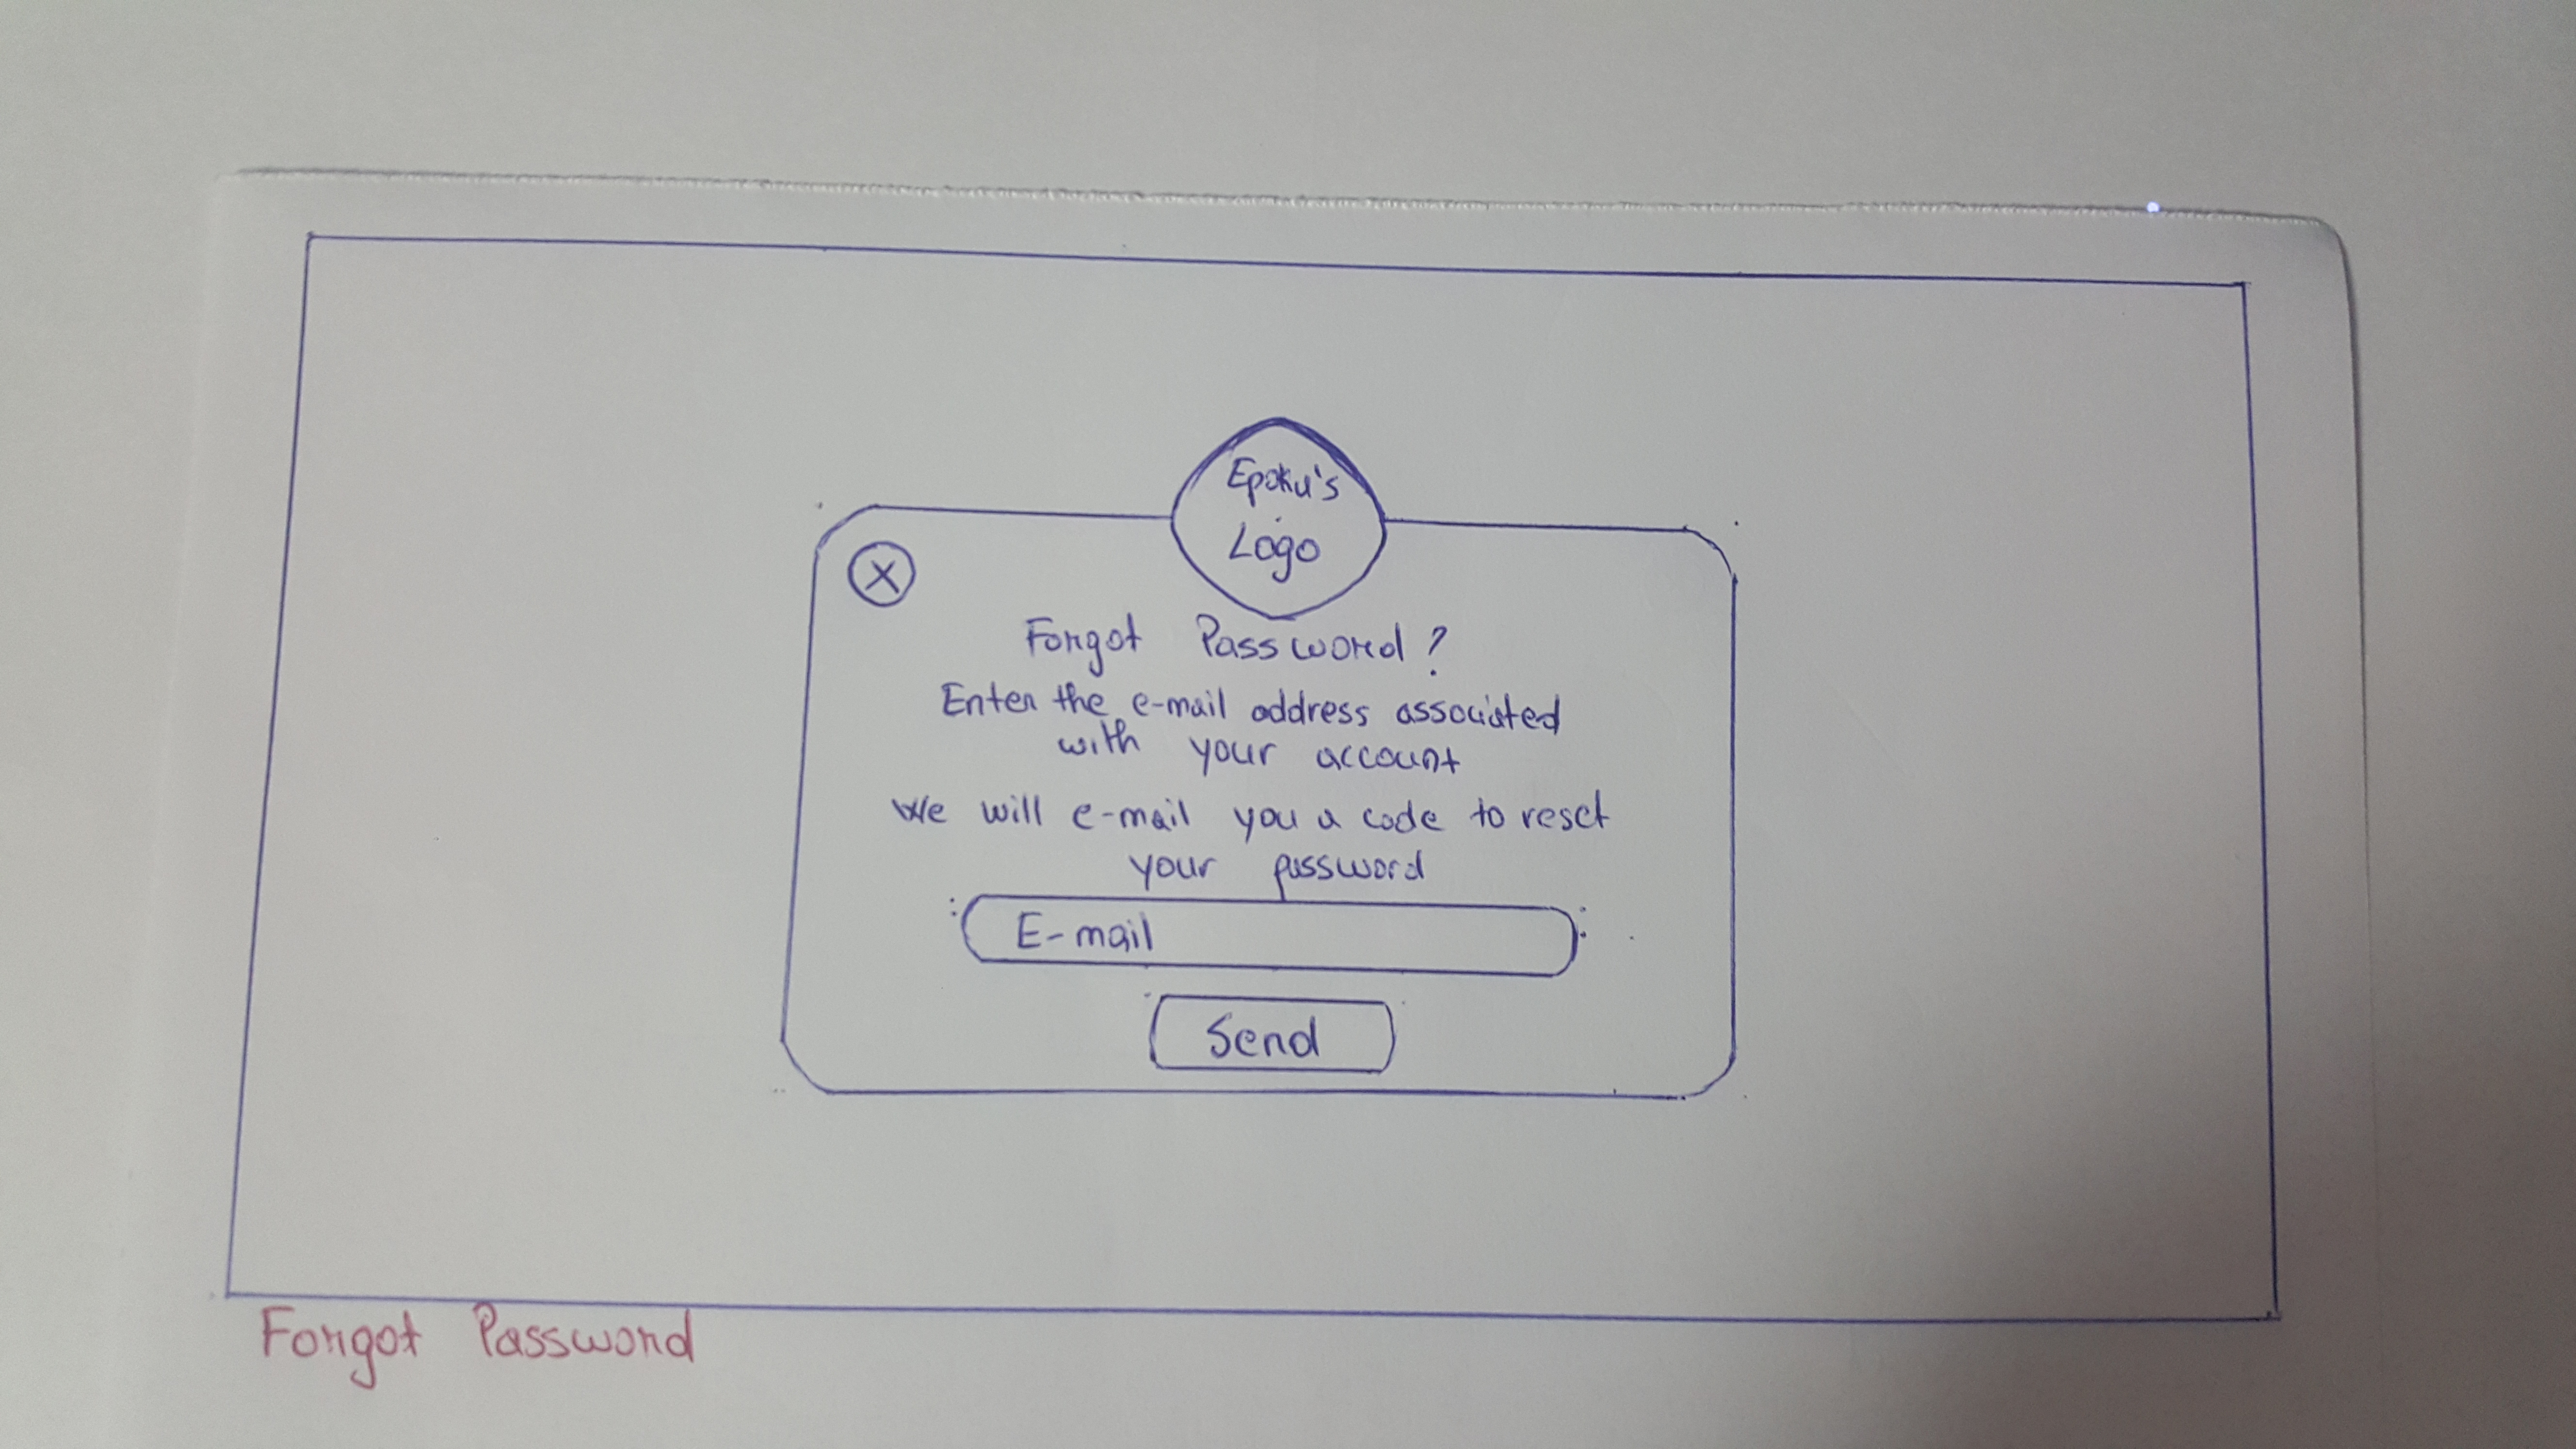 Epaku's
Logo
X
Forgot Password?
Enter the e-mail address associated
with your account
We will e-mail you a code to reset
your password
E-mail
Send
Forgot Password